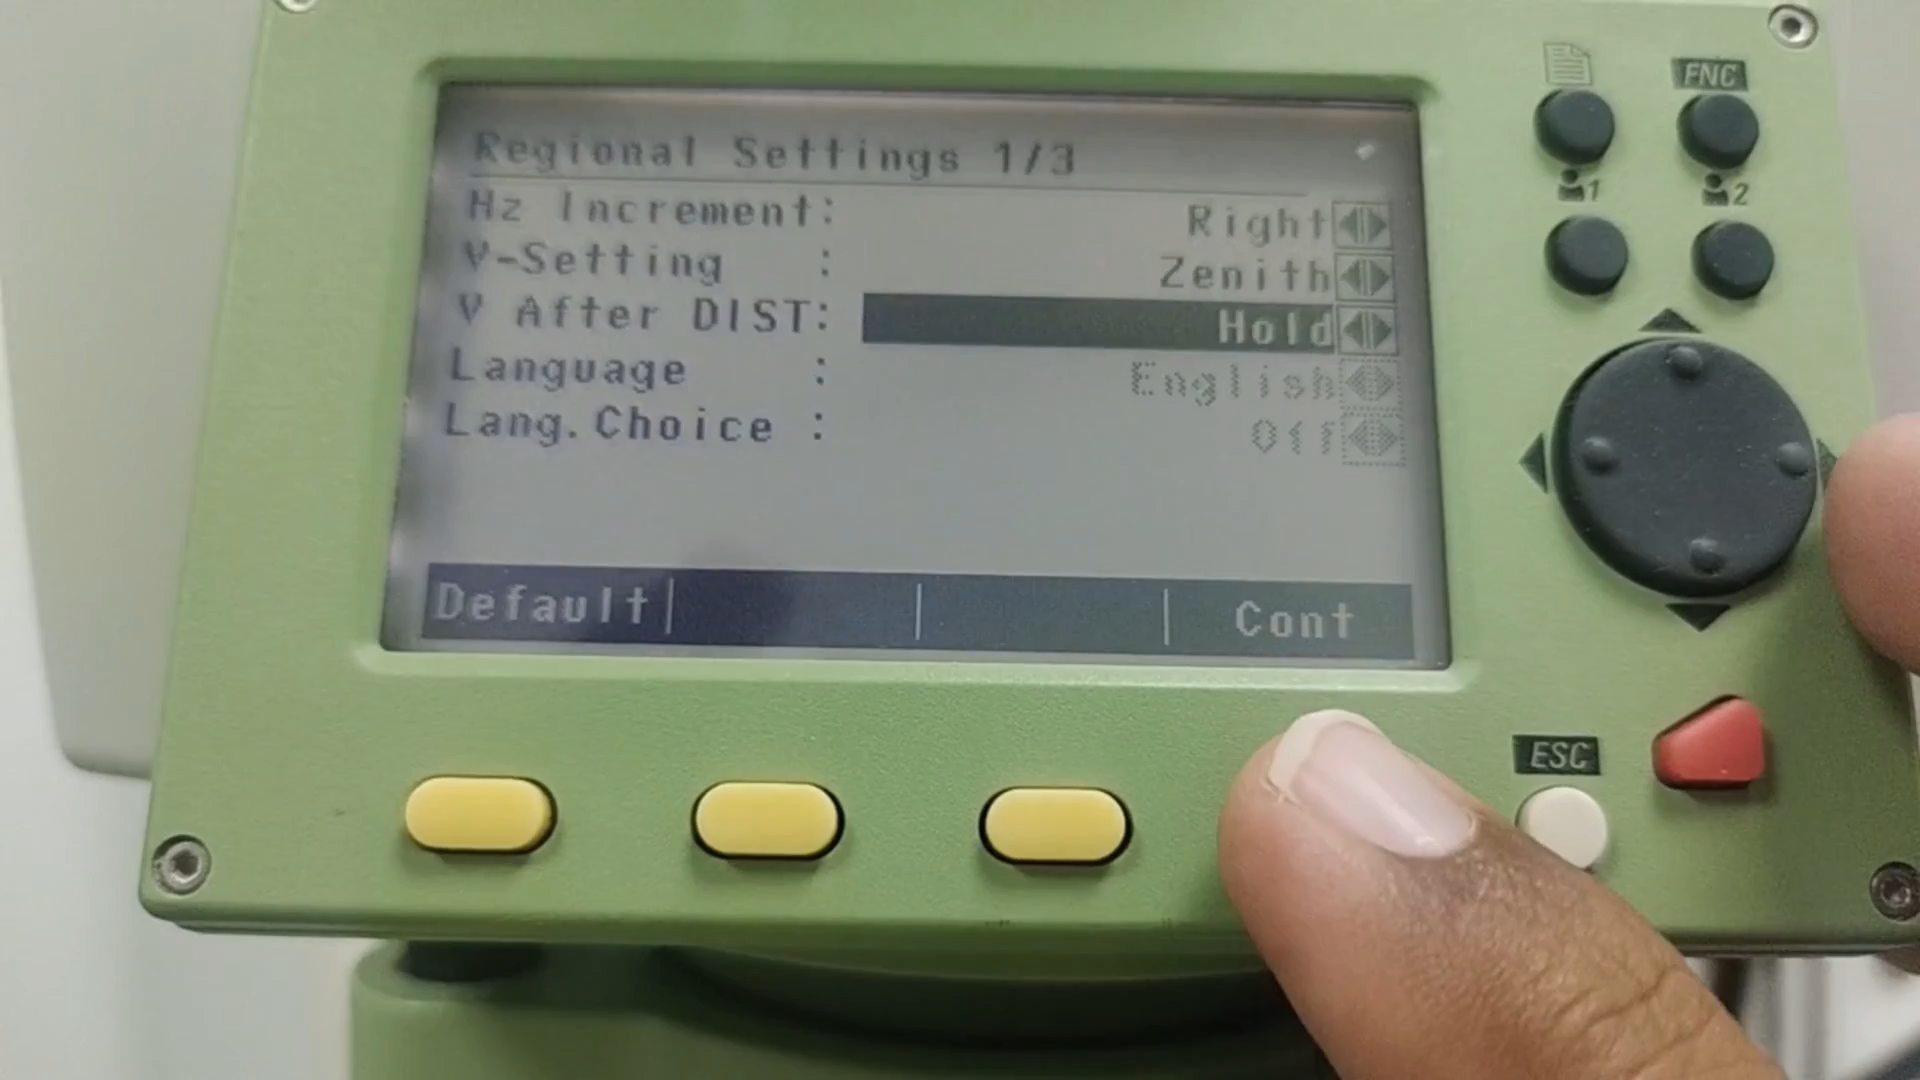 Regional Settings 1/3
Hz Increment: Right
V-Setting : Zenith
V After DIST: Hold
Language : English
Lang.Choice : Off
Default Cont
FNC
1
2
ESC